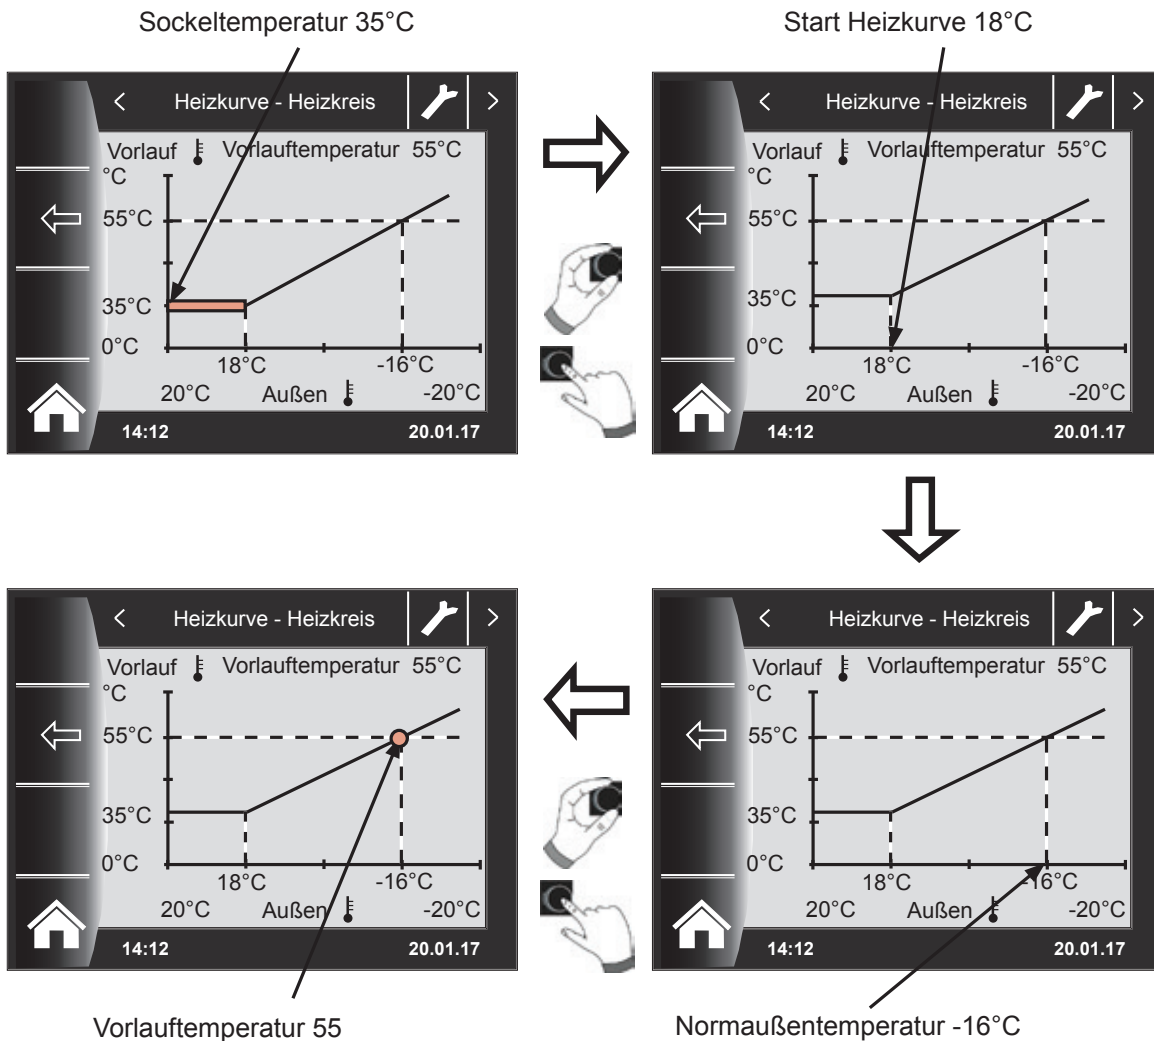 Sockeltemperatur 35°C
Start Heizkurve 18°C
< Heizkurve - Heizkreis >
Vorlauf Vorlauftemperatur 55°C
°C
55°C
35°C
0°C
18°C -16°C
20°C Außen -20°C
14:12 20.01.17
< Heizkurve - Heizkreis >
Vorlauf Vorlauftemperatur 55°C
°C
55°C
35°C
0°C
18°C -16°C
20°C Außen -20°C
14:12 20.01.17
< Heizkurve - Heizkreis >
Vorlauf Vorlauftemperatur 55°C
°C
55°C
35°C
0°C
18°C -16°C
20°C Außen -20°C
14:12 20.01.17
< Heizkurve - Heizkreis >
Vorlauf Vorlauftemperatur 55°C
°C
55°C
35°C
0°C
18°C -16°C
20°C Außen -20°C
14:12 20.01.17
Vorlauftemperatur 55
Normaußentemperatur -16°C